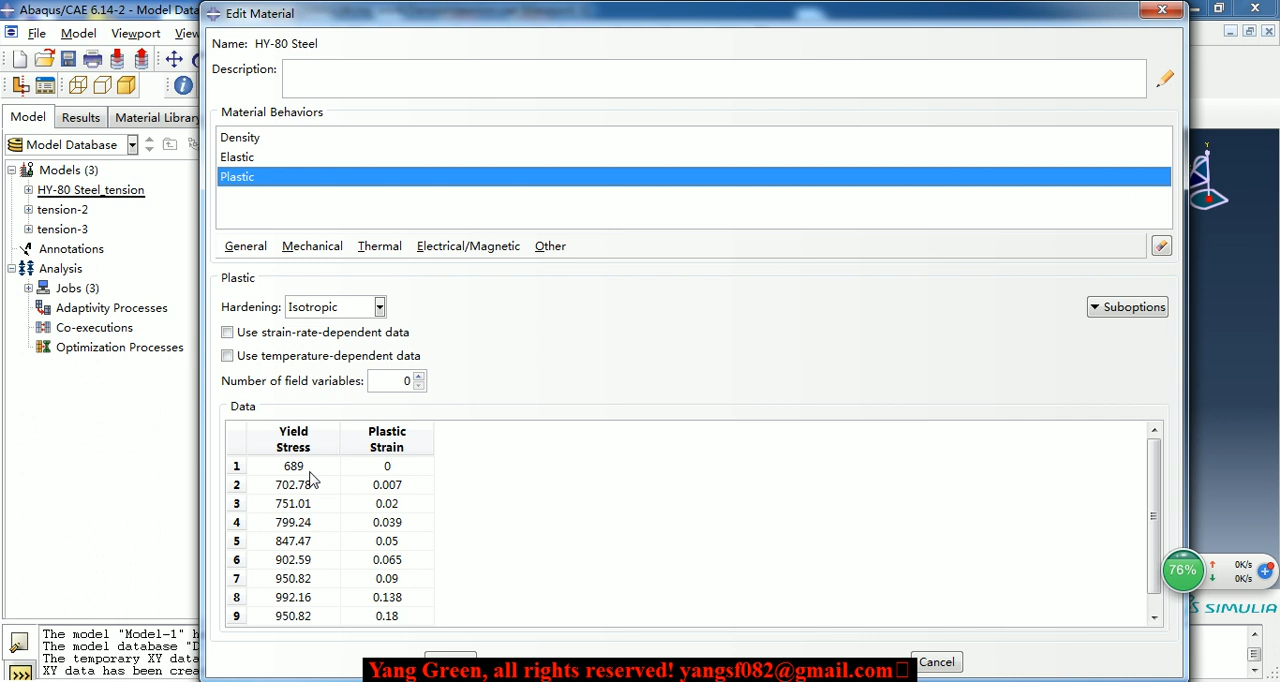 Abaqus/CAE 6.14-2 - Model Data
Edit Material
File Model Viewport
Name: HY-80 Steel
Description:
Model Results Material Library
Material Behaviors
Density
Elastic
Plastic
Model Database
Models (3)
HY-80 Steel_tension
tension-2
tension-3
Annotations
Analysis
Jobs (3)
Adaptivity Processes
Co-executions
Optimization Processes
General Mechanical Thermal Electrical/Magnetic Other
Plastic
Hardening: Isotropic
Suboptions
Use strain-rate-dependent data
Use temperature-dependent data
Number of field variables: 0
Data
Yield Stress Plastic Strain
1 689 0
2 702.78 0.007
3 751.01 0.02
4 799.24 0.039
5 847.47 0.05
6 902.59 0.065
7 950.82 0.09
8 992.16 0.138
9 950.82 0.18
Y
76%
0K/s
0K/s
SIMULIA
The model "Model-1" h
The model database "D
The temporary XY data
XY data has been crea
>>>
Cancel
Yang Green, all rights reserved! yangsf082@gmail.com